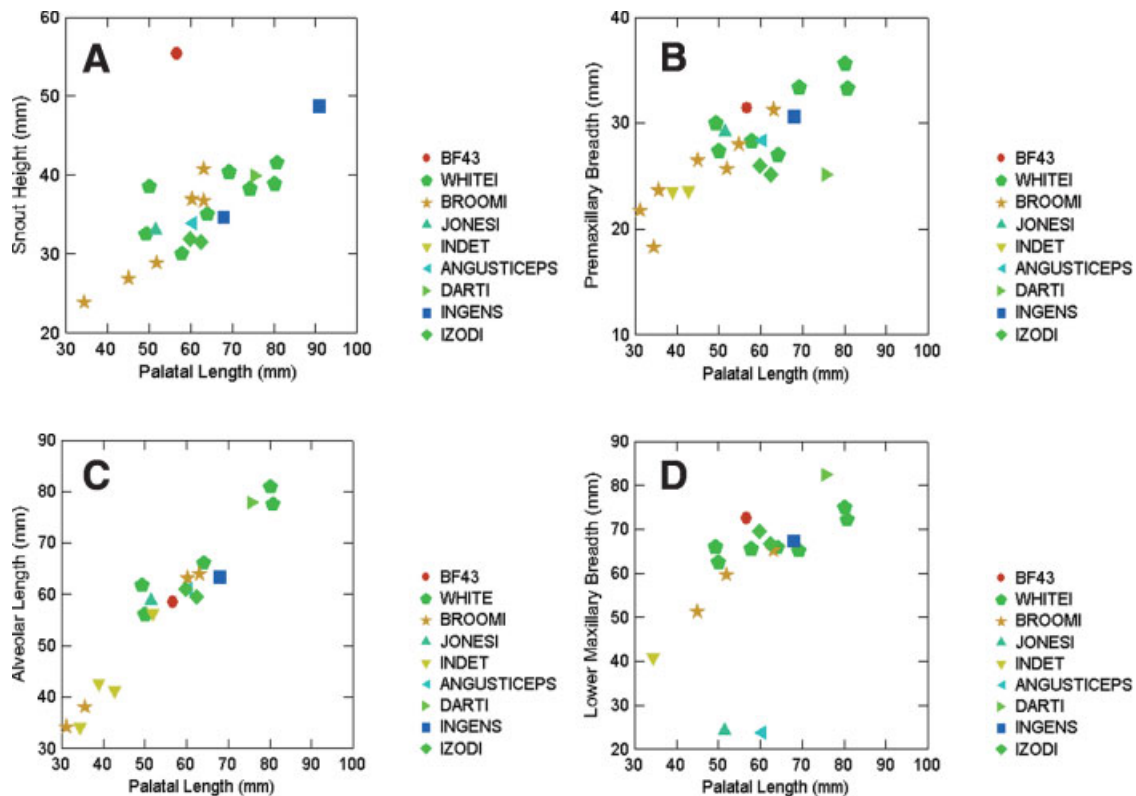 A
Snout Height (mm)
60
50
40
30
20
30 40 50 60 70 80 90 100
Palatal Length (mm)
BF43
WHITEI
BROOMI
JONESI
INDET
ANGUSTICEPS
DARTI
INGENS
IZODI
B
Premaxillary Breadth (mm)
40
30
20
10
30 40 50 60 70 80 90 100
Palatal Length (mm)
BF43
WHITEI
BROOMI
JONESI
INDET
ANGUSTICEPS
DARTI
INGENS
IZODI
C
Alveolar Length (mm)
90
80
70
60
50
40
30
30 40 50 60 70 80 90 100
Palatal Length (mm)
BF43
WHITE
BROOMI
JONESI
INDET
ANGUSTICEPS
DARTI
INGENS
IZODI
D
Lower Maxillary Breadth (mm)
90
80
70
60
50
40
30
20
30 40 50 60 70 80 90 100
Palatal Length (mm)
BF43
WHITEI
BROOMI
JONESI
INDET
ANGUSTICEPS
DARTI
INGENS
IZODI